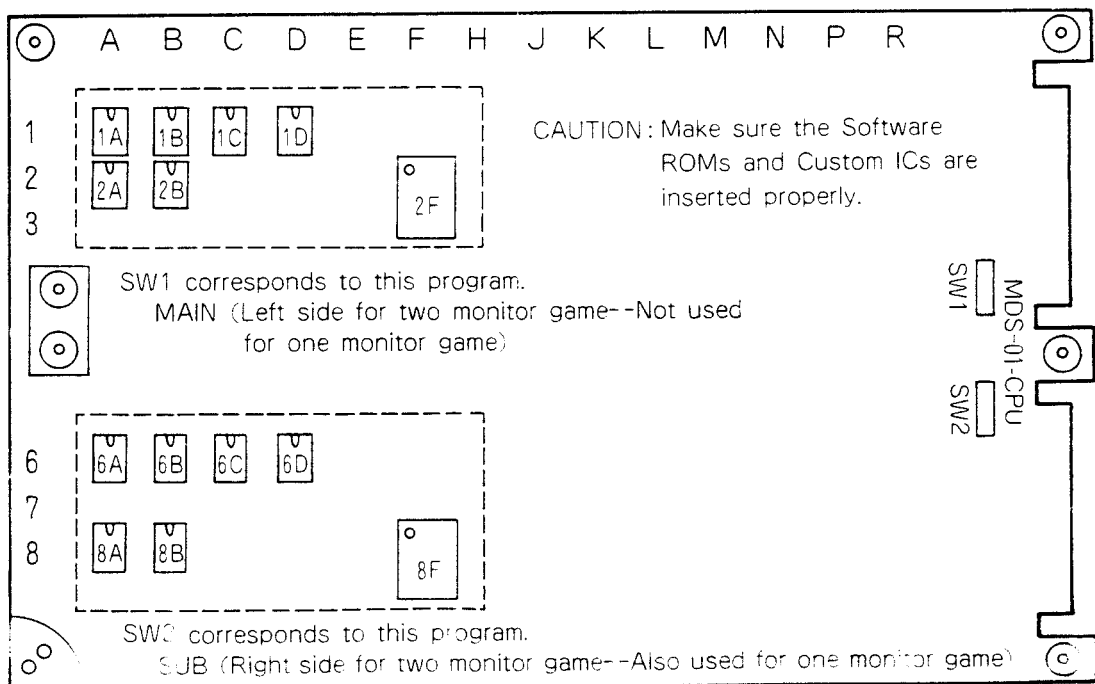 A B C D E F H J K L M N P R
1
1A 1B 1C 1D
2
2A 2B
2F
3
CAUTION: Make sure the Software
ROMs and Custom ICs are
inserted properly.
SW1 corresponds to this program.
MAIN (Left side for two monitor game--Not used
for one monitor game)
SW1
MDS-01-CPU
SW2
6
6A 6B 6C 6D
7
8
8A 8B
8F
SW2 corresponds to this program.
SUB (Right side for two monitor game--Also used for one monitor game)